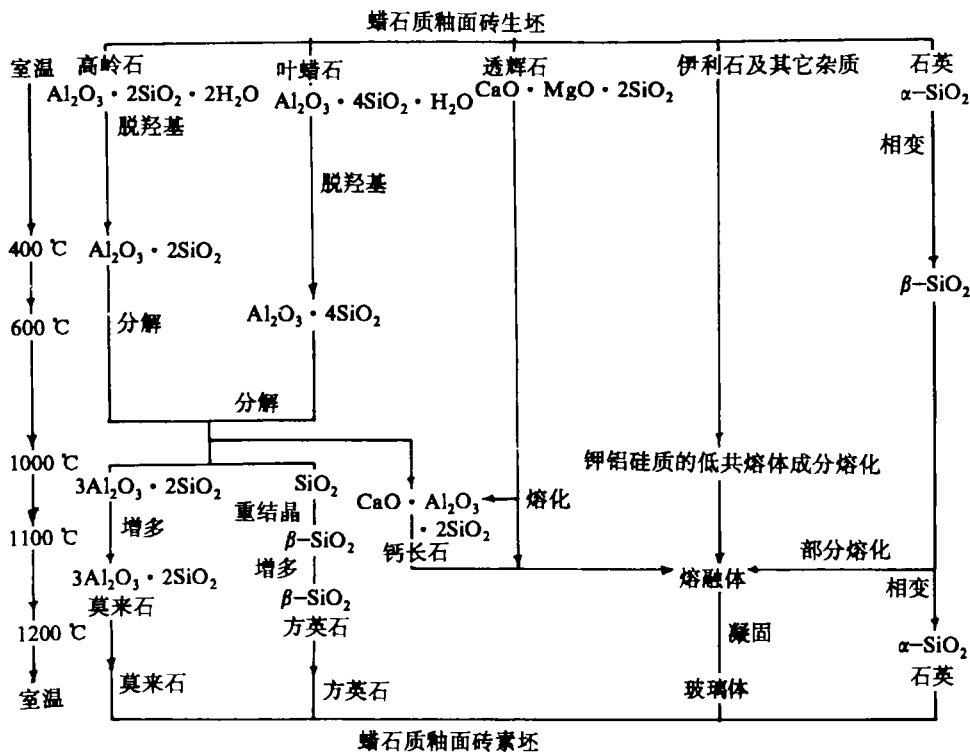 蜡石质釉面砖生坯
室温
高岭石
叶蜡石
透辉石
伊利石及其它杂质
石英
Al₂O₃·2SiO₂·2H₂O
Al₂O₃·4SiO₂·H₂O
CaO·MgO·2SiO₂
α-SiO₂
脱羟基
相变
脱羟基
400 ℃
Al₂O₃·2SiO₂
β-SiO₂
600 ℃
分解
Al₂O₃·4SiO₂
分解
1000 ℃
钾铝硅质的低共熔体成分熔化
3Al₂O₃·2SiO₂
SiO₂
CaO·Al₂O₃
·2SiO₂
熔化
重结晶
1100 ℃
增多
β-SiO₂
钙长石
部分熔化
增多
3Al₂O₃·2SiO₂
熔融体
相变
莫来石
β-SiO₂
1200 ℃
方英石
凝固
α-SiO₂
石英
室温
莫来石
方英石
玻璃体
蜡石质釉面砖素坯